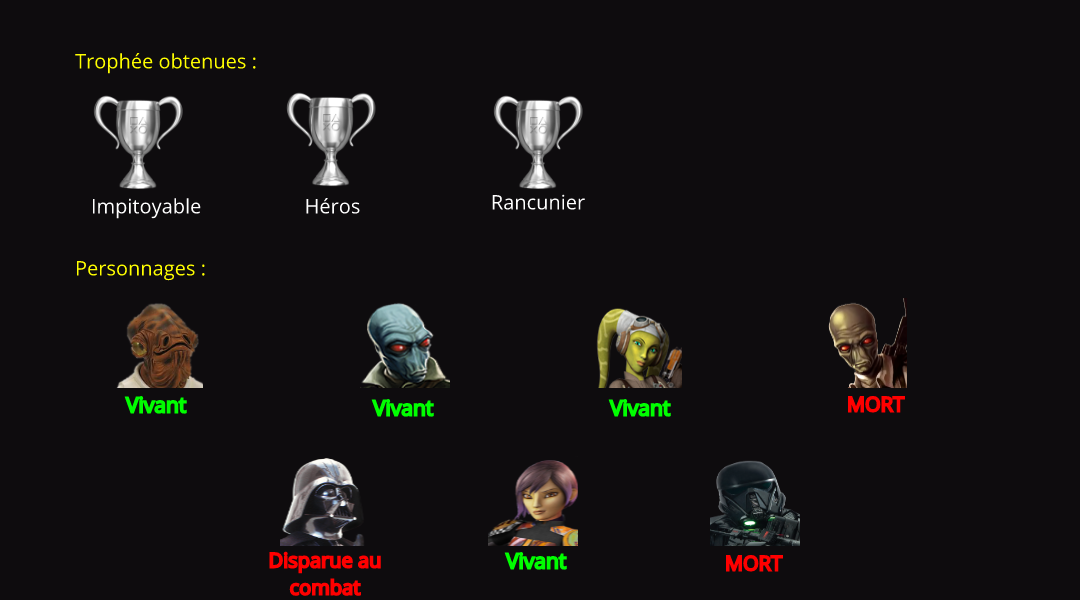 Trophée obtenues :
Impitoyable
Héros
Rancunier
Personnages :
Vivant
Vivant
Vivant
MORT
Disparue au
combat
Vivant
MORT